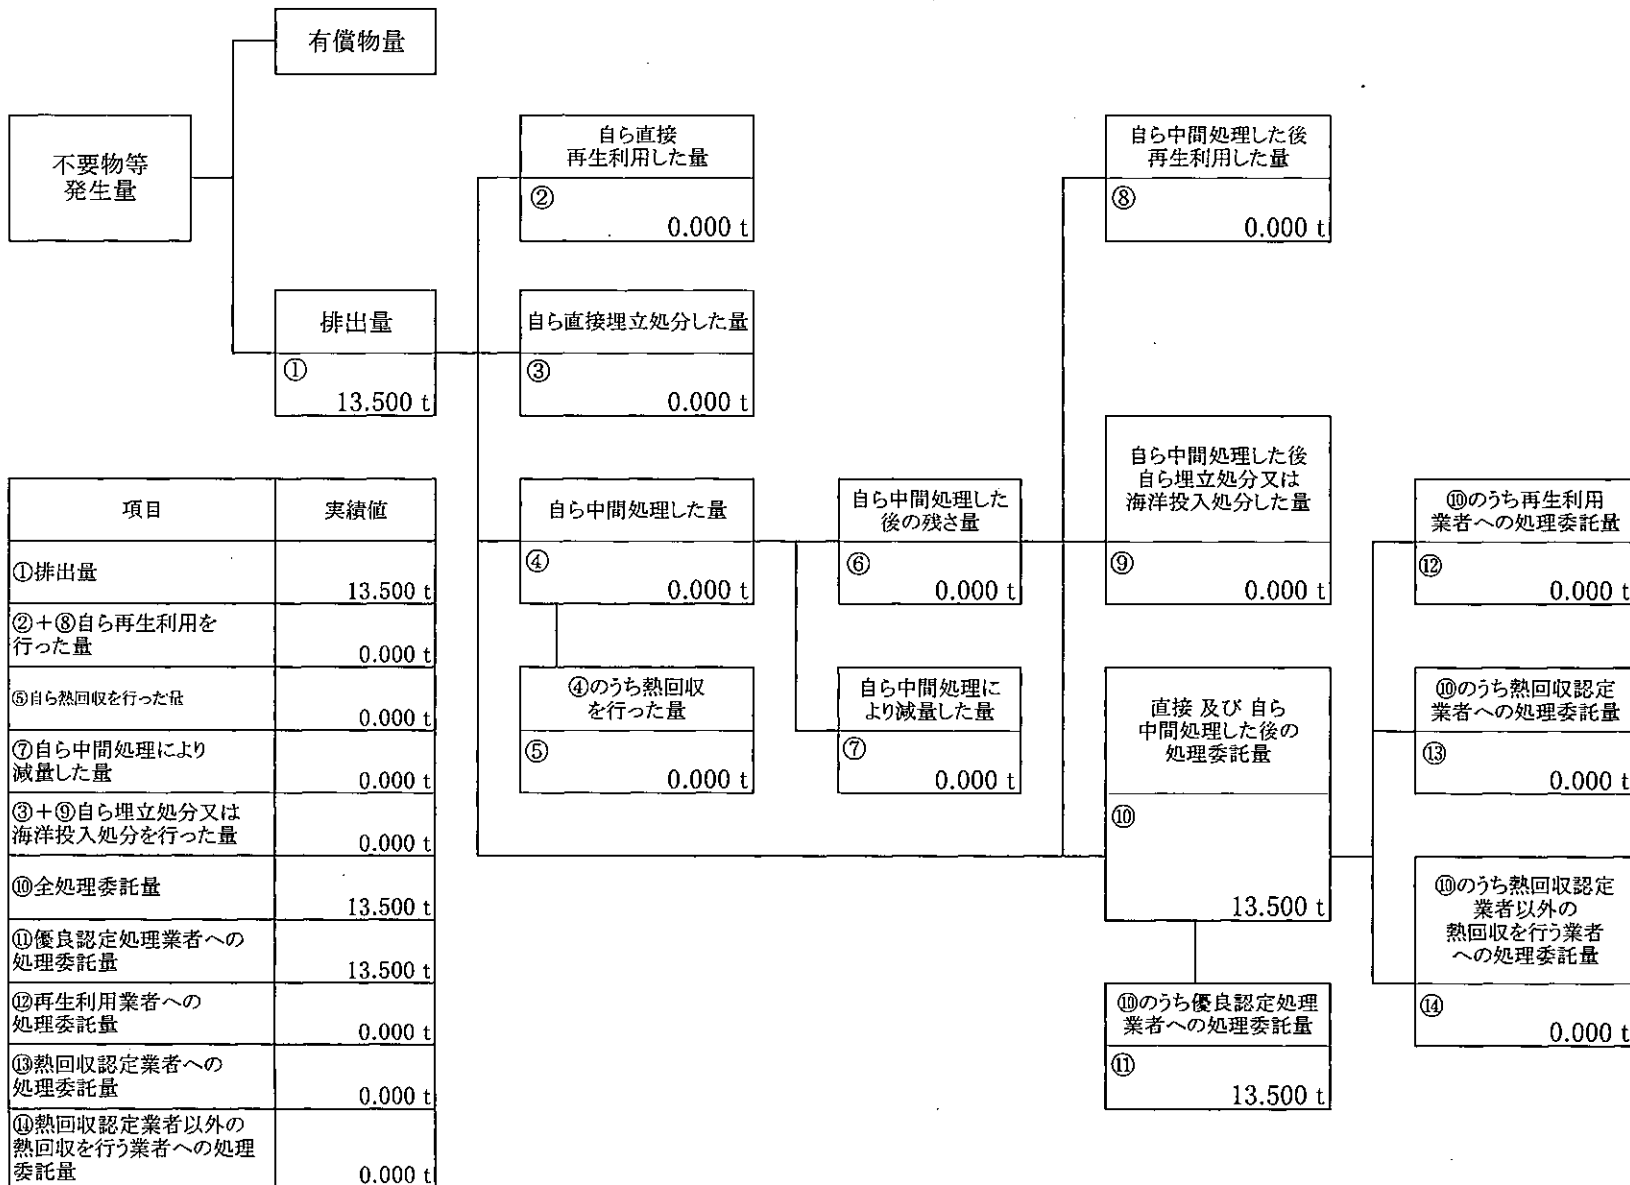 有償物量
不要物等
発生量
自ら直接
再生利用した量
②
0.000 t
自ら中間処理した後
再生利用した量
⑧
0.000 t
排出量
①
13.500 t
自ら直接埋立処分した量
③
0.000 t
自ら中間処理した量
④
0.000 t
自ら中間処理した
後の残さ量
⑥
0.000 t
自ら中間処理した後
自ら埋立処分又は
海洋投入処分した量
⑨
0.000 t
⑩のうち再生利用
業者への処理委託量
⑫
0.000 t
④のうち熱回収
を行った量
⑤
0.000 t
自ら中間処理に
より減量した量
⑦
0.000 t
直接 及び 自ら
中間処理した後の
処理委託量
⑩
13.500 t
⑩のうち熱回収認定
業者への処理委託量
⑬
0.000 t
⑩のうち熱回収認定
業者以外の
熱回収を行う業者
への処理委託量
⑭
0.000 t
⑩のうち優良認定処理
業者への処理委託量
⑪
13.500 t
項目 実績値
①排出量
13.500 t
②+⑧自ら再生利用を
行った量
0.000 t
⑤自ら熱回収を行った量
0.000 t
⑦自ら中間処理により
減量した量
0.000 t
③+⑨自ら埋立処分又は
海洋投入処分を行った量
0.000 t
⑩全処理委託量
13.500 t
⑪優良認定処理業者への
処理委託量
13.500 t
⑫再生利用業者への
処理委託量
0.000 t
⑬熱回収認定業者への
処理委託量
0.000 t
⑭熱回収認定業者以外の
熱回収を行う業者への処理
委託量
0.000 t